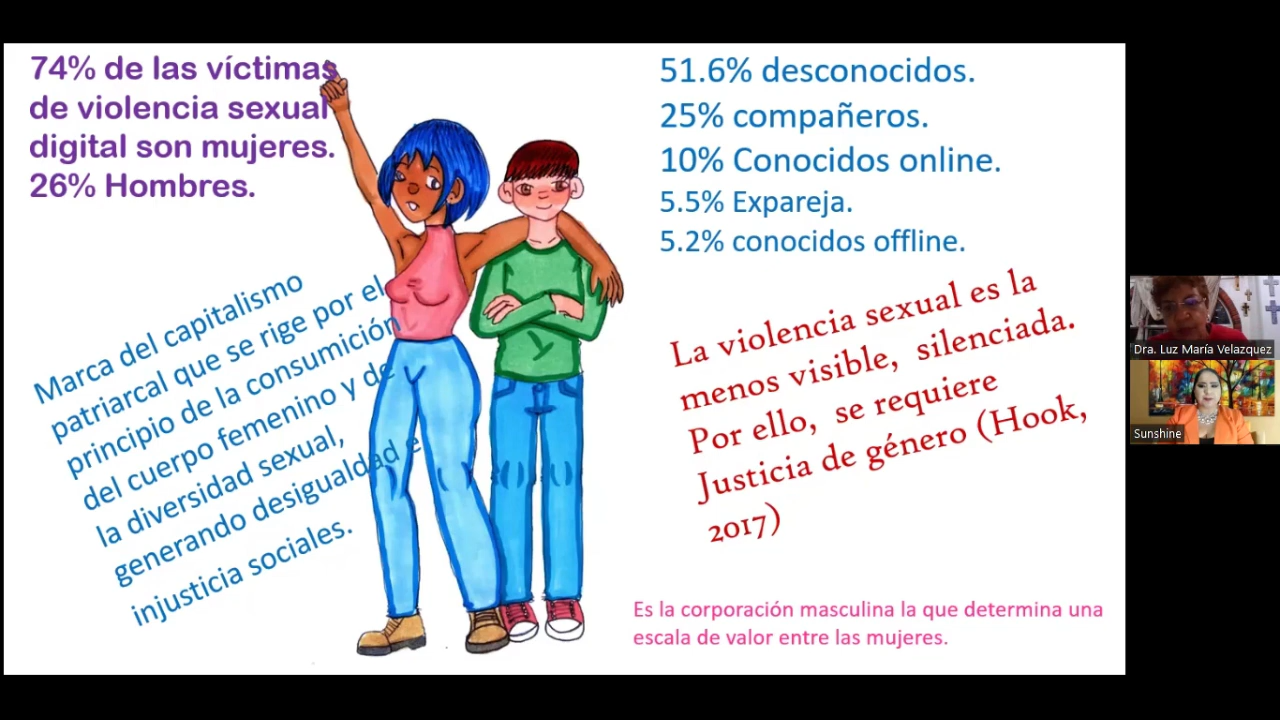 74% de las víctimas
de violencia sexual
digital son mujeres.
26% Hombres.
Marca del capitalismo
patriarcal que se rige por el
principio de la consumición
del cuerpo femenino y de
la diversidad sexual,
generando desigualdad e
injusticia sociales.
51.6% desconocidos.
25% compañeros.
10% Conocidos online.
5.5% Expareja.
5.2% conocidos offline.
La violencia sexual es la
menos visible, silenciada.
Por ello, se requiere
Justicia de género (Hook,
2017)
Es la corporación masculina la que determina una
escala de valor entre las mujeres.
Dra. Luz María Velazquez
Sunshine